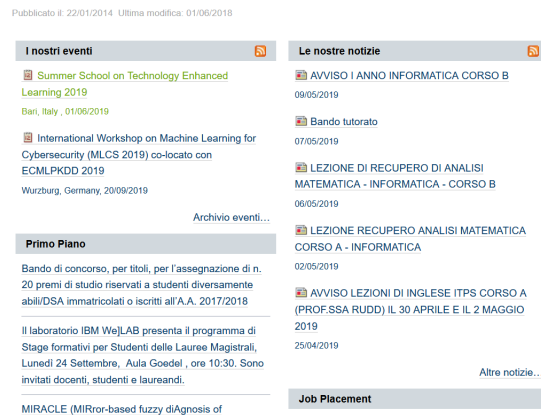 Pubblicato il: 22/01/2014 Ultima modifica: 01/06/2018
I nostri eventi
Summer School on Technology Enhanced
Learning 2019
Bari, Italy , 01/06/2019
International Workshop on Machine Learning for
Cybersecurity (MLCS 2019) co-locato con
ECMLPKDD 2019
Wurzburg, Germany, 20/09/2019
Archivio eventi…
Primo Piano
Bando di concorso, per titoli, per l'assegnazione di n.
20 premi di studio riservati a studenti diversamente
abili/DSA immatricolati o iscritti all'A.A. 2017/2018
Il laboratorio IBM We]LAB presenta il programma di
Stage formativi per Studenti delle Lauree Magistrali,
Lunedì 24 Settembre, Aula Goedel , ore 10:30. Sono
invitati docenti, studenti e laureandi.
MIRACLE (MIRror-based fuzzy diAgnosis of
Le nostre notizie
AVVISO I ANNO INFORMATICA CORSO B
09/05/2019
Bando tutorato
07/05/2019
LEZIONE DI RECUPERO DI ANALISI
MATEMATICA - INFORMATICA - CORSO B
06/05/2019
LEZIONE RECUPERO ANALISI MATEMATICA
CORSO A - INFORMATICA
02/05/2019
AVVISO LEZIONI DI INGLESE ITPS CORSO A
(PROF.SSA RUDD) IL 30 APRILE E IL 2 MAGGIO
2019
25/04/2019
Altre notizie…
Job Placement